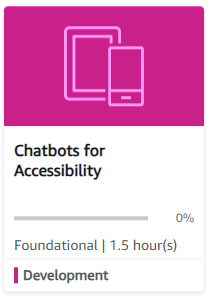 Chatbots for
Accessibility
0%
Foundational | 1.5 hour(s)
Development